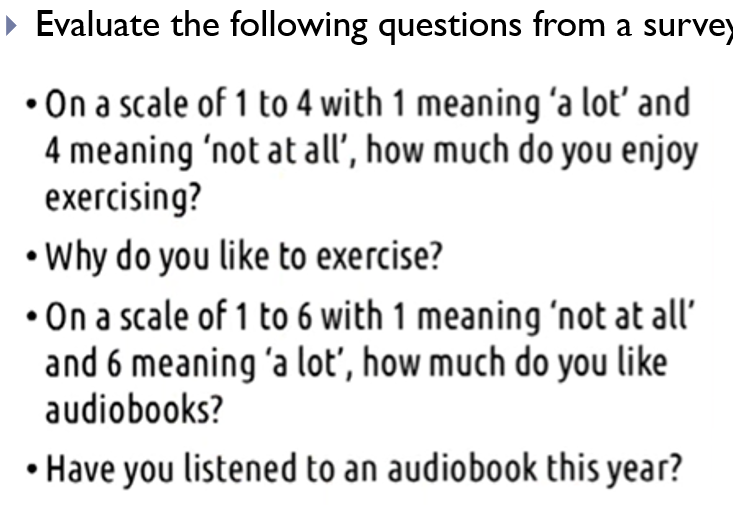 Evaluate the following questions from a survey
• On a scale of 1 to 4 with 1 meaning ‘a lot’ and
4 meaning ‘not at all’, how much do you enjoy
exercising?
• Why do you like to exercise?
• On a scale of 1 to 6 with 1 meaning ‘not at all’
and 6 meaning ‘a lot’, how much do you like
audiobooks?
• Have you listened to an audiobook this year?